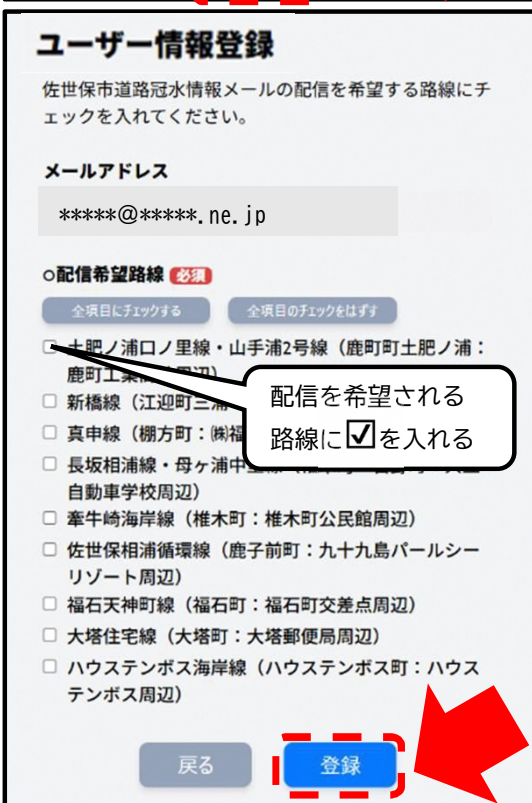 ユーザー情報登録
佐世保市道路冠水情報メールの配信を希望する路線にチ
ェックを入れてください。
メールアドレス
*****@*****.ne.jp
○配信希望路線 必須
全項目にチェックする 全項目のチェックをはずす
土肥ノ浦口ノ里線・山手浦2号線（鹿町町土肥ノ浦：
鹿町工業
新橋線（江迎町三浦
真申線（棚方町：㈱福
長坂相浦線・母ヶ浦中
自動車学校周辺）
牽牛崎海岸線（椎木町：椎木町公民館周辺）
佐世保相浦循環線（鹿子前町：九十九島パールシー
リゾート周辺）
福石天神町線（福石町：福石町交差点周辺）
大塔住宅線（大塔町：大塔郵便局周辺）
ハウステンボス海岸線（ハウステンボス町：ハウス
テンボス周辺）
配信を希望される
路線に☑を入れる
戻る 登録